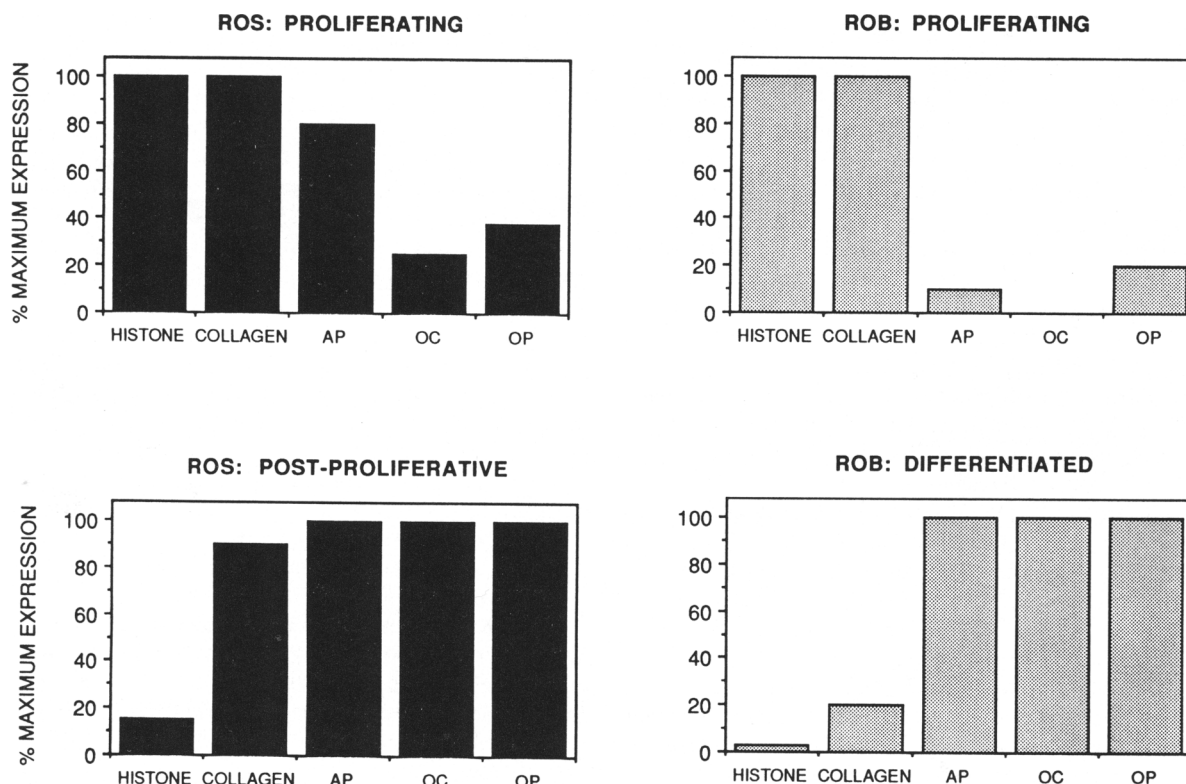 ROS: PROLIFERATING
% MAXIMUM EXPRESSION
100
80
60
40
20
0
HISTONE COLLAGEN AP OC OP
ROB: PROLIFERATING
100
80
60
40
20
0
HISTONE COLLAGEN AP OC OP
ROS: POST-PROLIFERATIVE
% MAXIMUM EXPRESSION
100
80
60
40
20
0
HISTONE COLLAGEN AP OC OP
ROB: DIFFERENTIATED
100
80
60
40
20
0
HISTONE COLLAGEN AP OC OP